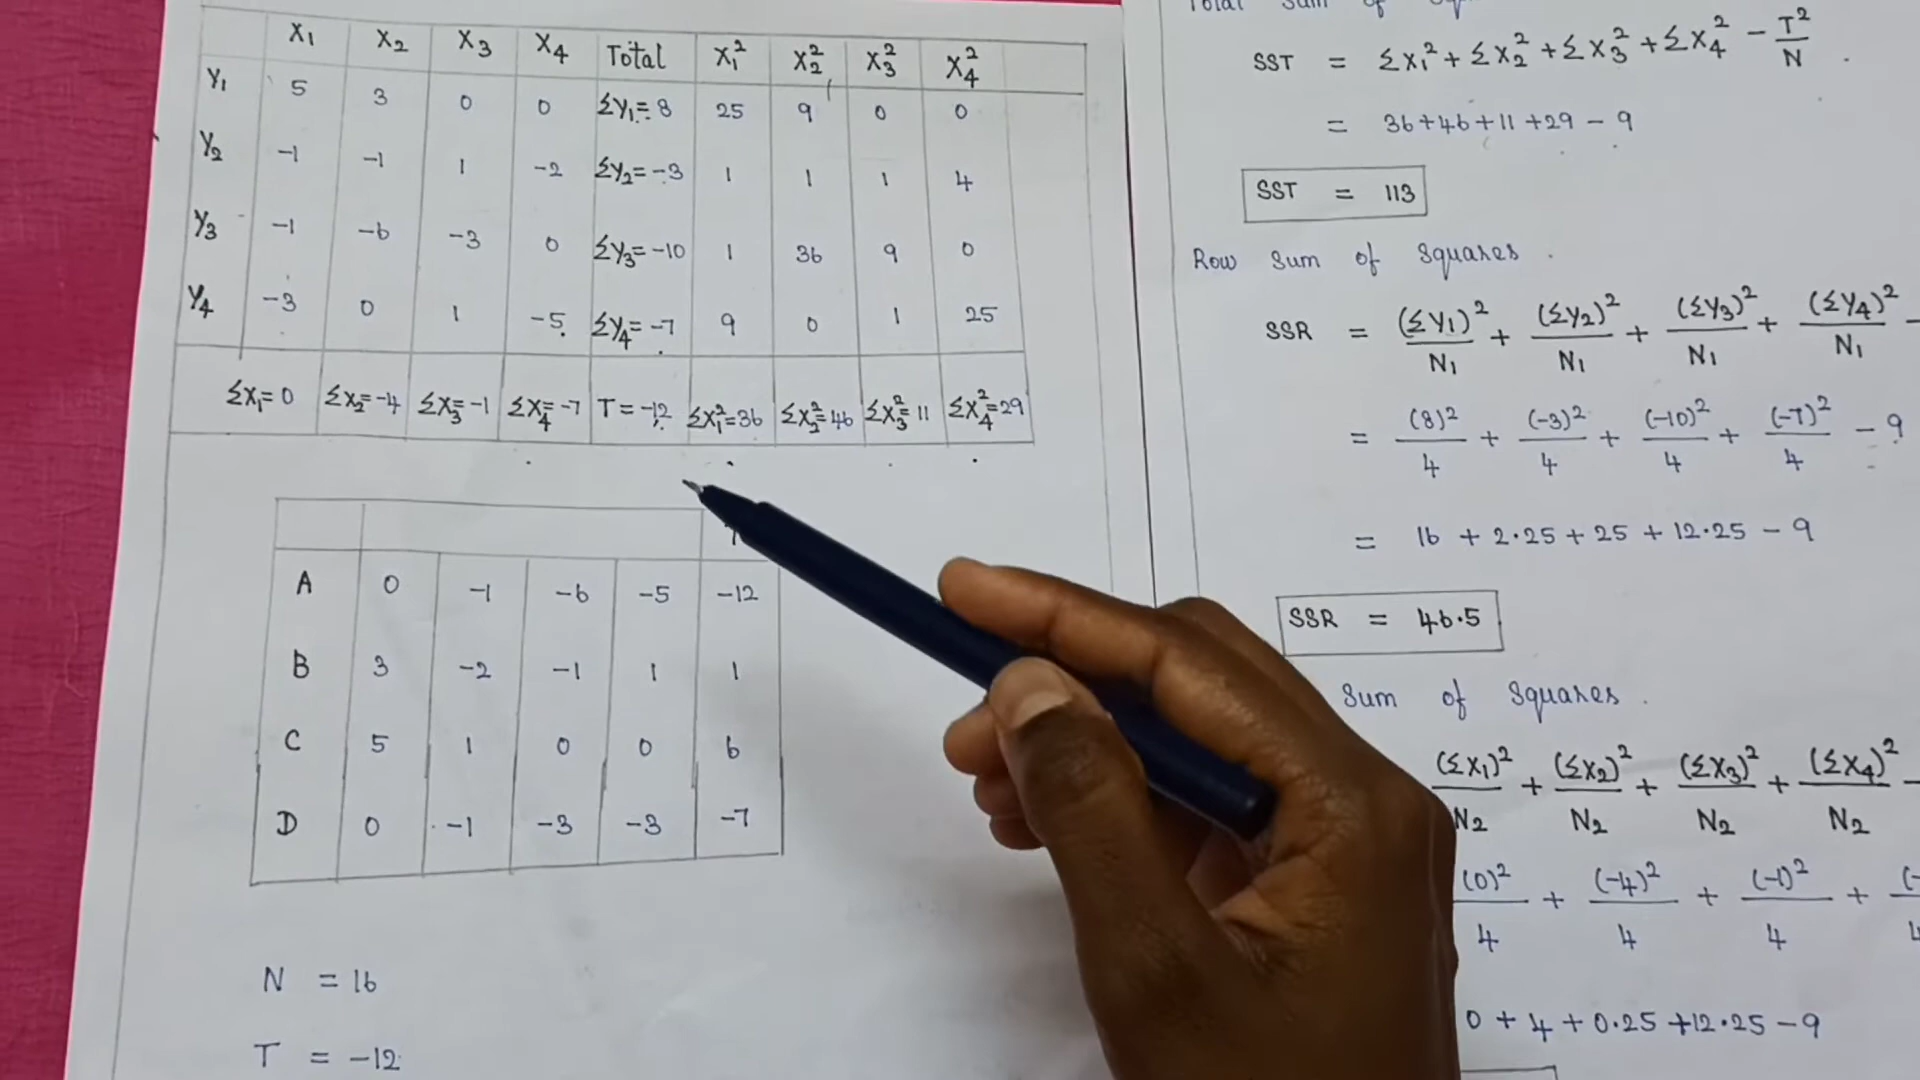 X₁ X₂ X₃ X₄ Total X₁² X₂² X₃² X₄²
Y₁ 5 3 0 0 ΣY₁= 8 25 9 0 0
Y₂ -1 -1 1 -2 ΣY₂= -3 1 1 1 4
Y₃ -1 -6 -3 0 ΣY₃= -10 1 36 9 0
Y₄ -3 0 1 -5 ΣY₄= -7 9 0 1 25
ΣX₁= 0 ΣX₂= -4 ΣX₃= -1 ΣX₄= -7 T = -12 ΣX₁²=36 ΣX₂²=46 ΣX₃²=11 ΣX₄²=29
A 0 -1 -6 -5 -12
B 3 -2 -1 1 1
C 5 1 0 0 6
D 0 -1 -3 -3 -7
N = 16
T = -12
Total Sum of
SST = ΣX₁² + ΣX₂² + ΣX₃² + ΣX₄² - T²/N
= 36+46+11+29 - 9
SST = 113
Row Sum of Squares.
SSR = (ΣY₁)²/N₁ + (ΣY₂)²/N₁ + (ΣY₃)²/N₁ + (ΣY₄)²/N₁ -
= (8)²/4 + (-3)²/4 + (-10)²/4 + (-7)²/4 - 9
= 16 + 2.25 + 25 + 12.25 - 9
SSR = 46.5
Sum of Squares.
(ΣX₁)²/N₂ + (ΣX₂)²/N₂ + (ΣX₃)²/N₂ + (ΣX₄)²/N₂ -
(0)²/4 + (-4)²/4 + (-1)²/4 +
0 + 4 + 0.25 + 12.25 - 9